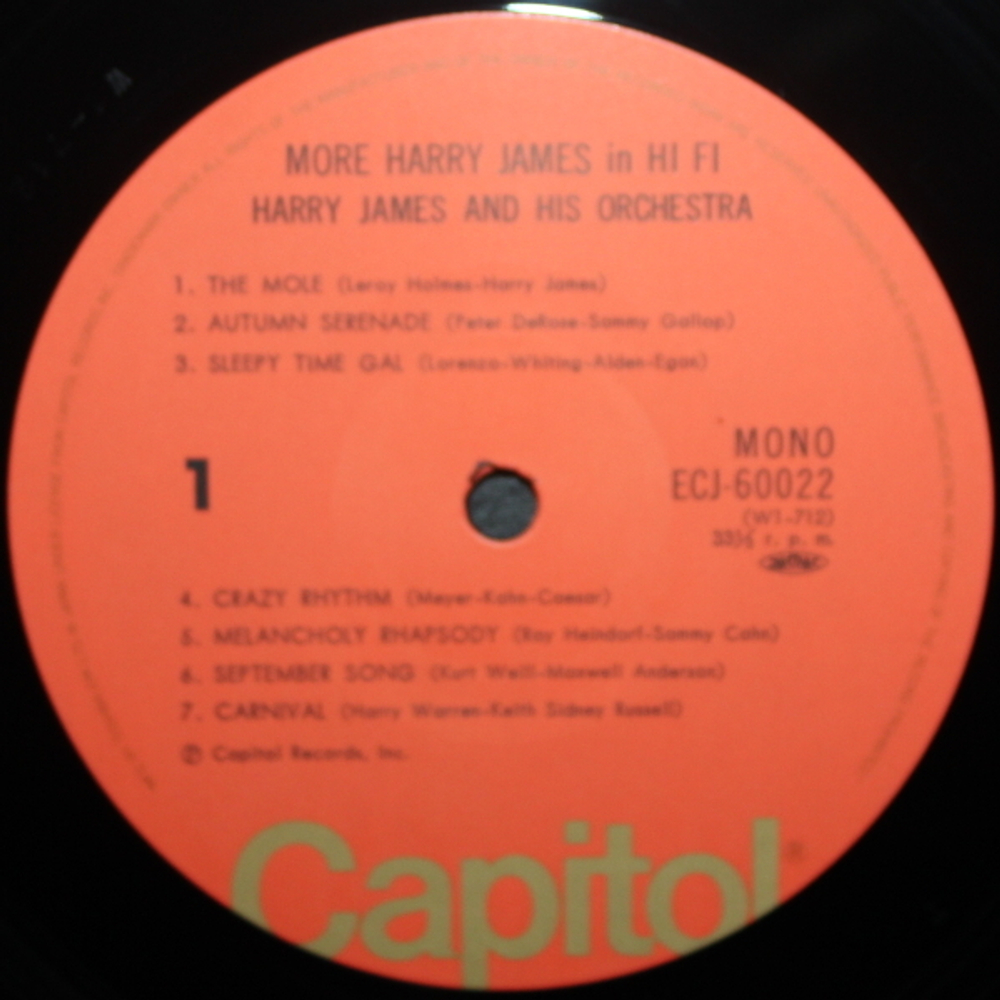 MORE HARRY JAMES in HI FI
HARRY JAMES AND HIS ORCHESTRA
1. THE MOLE (Leroy Holmes-Harry James)
2. AUTUMN SERENADE (Peter DeRose-Sammy Gallop)
3. SLEEPY TIME GAL (Lorenzo-Whiting-Alden-Egan)
1
MONO
ECJ-60022
(W1-712)
33⅓ r. p. m.
4. CRAZY RHYTHM (Meyer-Kahn-Caesar)
5. MELANCHOLY RHAPSODY (Ray Heindorf-Sammy Cahn)
6. SEPTEMBER SONG (Kurt Weill-Maxwell Anderson)
7. CARNIVAL (Harry Warren-Keith Sidney Russell)
Ⓟ Capitol Records, Inc.
Capitol®